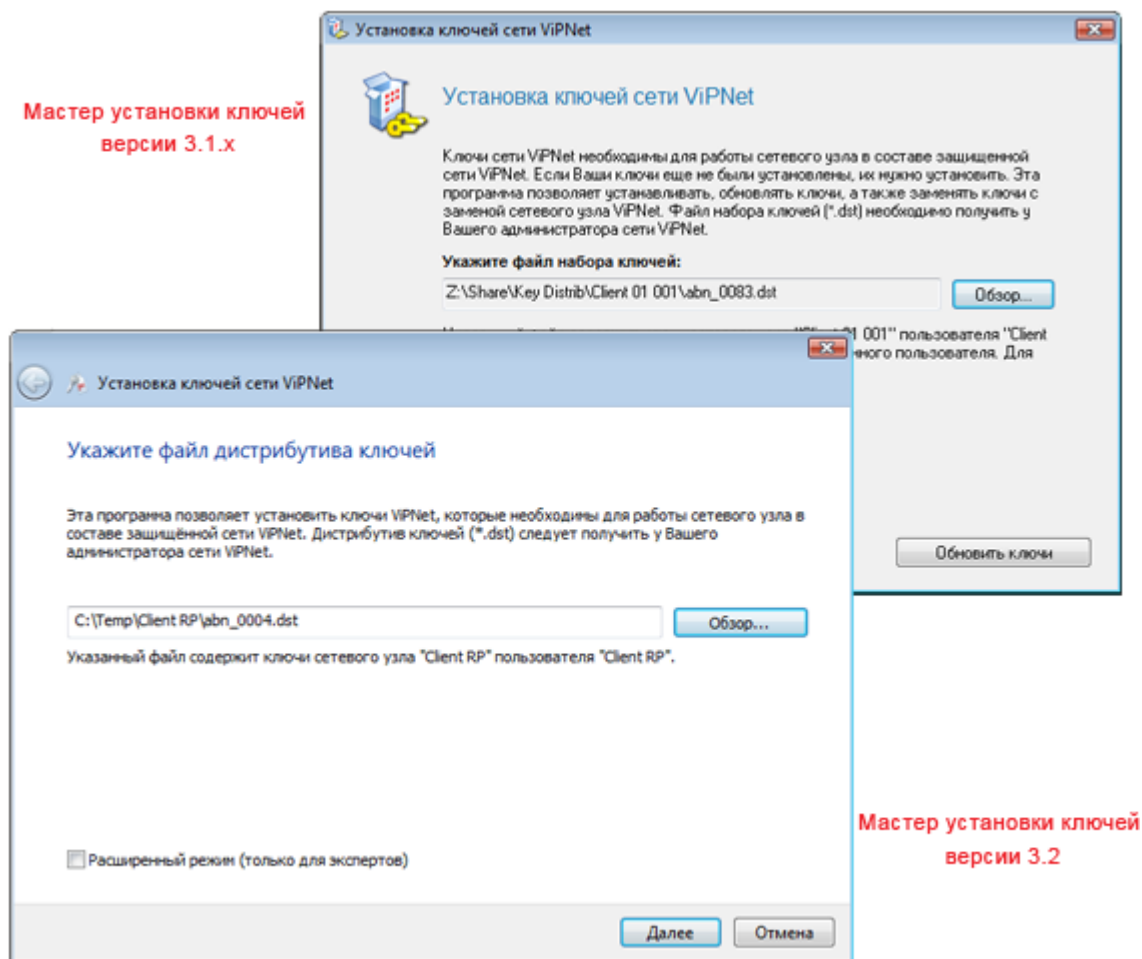 Установка ключей сети ViPNet
Мастер установки ключей
версии 3.1.x
Установка ключей сети ViPNet
Ключи сети ViPNet необходимы для работы сетевого узла в составе защищенной
сети ViPNet. Если Ваши ключи еще не были установлены, их нужно установить. Эта
программа позволяет устанавливать, обновлять ключи, а также заменять ключи с
заменой сетевого узла ViPNet. Файл набора ключей (*.dst) необходимо получить у
Вашего администратора сети ViPNet.
Укажите файл набора ключей:
Z:\Share\Key Distrib\Client 01 001\abn_0083.dst
Обзор...
01 001" пользователя "Client
пользователя. Для
Обновить ключи
Установка ключей сети ViPNet
Укажите файл дистрибутива ключей
Эта программа позволяет установить ключи ViPNet, которые необходимы для работы сетевого узла в
составе защищённой сети ViPNet. Дистрибутив ключей (*.dst) следует получить у Вашего
администратора сети ViPNet.
C:\Temp\Client RP\abn_0004.dst
Обзор...
Указанный файл содержит ключи сетевого узла "Client RP" пользователя "Client RP".
Расширенный режим (только для экспертов)
Далее
Отмена
Мастер установки ключей
версии 3.2